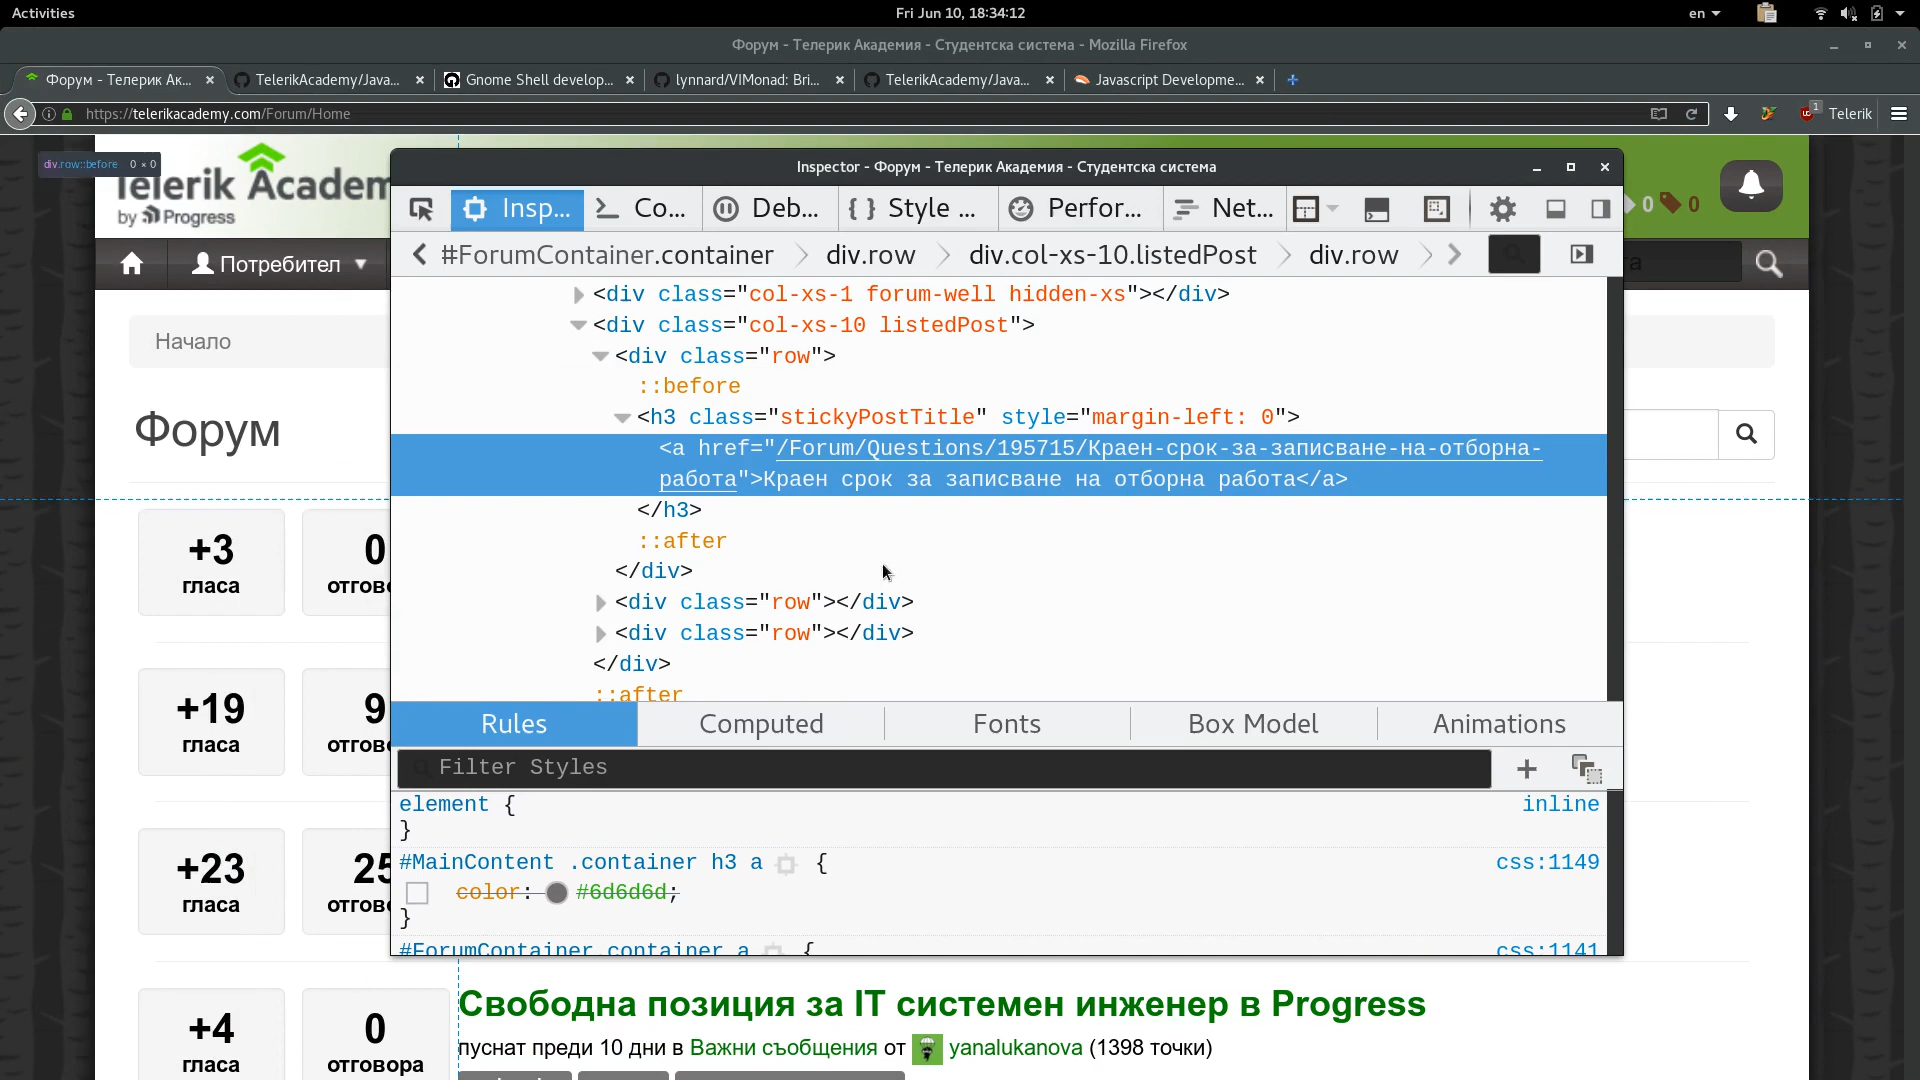 Activities
Fri Jun 10, 18:34:12
en
Форум - Телерик Академия - Студентска система - Mozilla Firefox
Форум - Телерик Ак...
TelerikAcademy/Java...
Gnome Shell develop...
lynnard/VIMonad: Bri...
TelerikAcademy/Java...
Javascript Developme...
https://telerikacademy.com/Forum/Home
1
Telerik
div.row::before 0 × 0
Telerik Academ
by Progress
Inspector - Форум - Телерик Академия - Студентска система
Insp...
Co...
Deb...
{ } Style ...
Perfor...
Net...
0
0
#ForumContainer.container
div.row
div.col-xs-10.listedPost
div.row
Потребител
та
Начало
Форум
<div class="col-xs-1 forum-well hidden-xs"></div>
<div class="col-xs-10 listedPost">
<div class="row">
::before
<h3 class="stickyPostTitle" style="margin-left: 0">
<a href="/Forum/Questions/195715/Краен-срок-за-записване-на-отборна-
работа">Краен срок за записване на отборна работа</a>
</h3>
::after
</div>
<div class="row"></div>
<div class="row"></div>
</div>
::after
Rules
Computed
Fonts
Box Model
Animations
Filter Styles
element {
inline
}
#MainContent .container h3 a {
css:1149
color: #6d6d6d;
}
#ForumContainer.container a {
css:1141
+3
гласа
0
отгов
+19
гласа
9
отгов
+23
гласа
25
отгов
+4
гласа
0
отговора
Свободна позиция за IT системен инженер в Progress
пуснат преди 10 дни в Важни съобщения от yanalukanova (1398 точки)